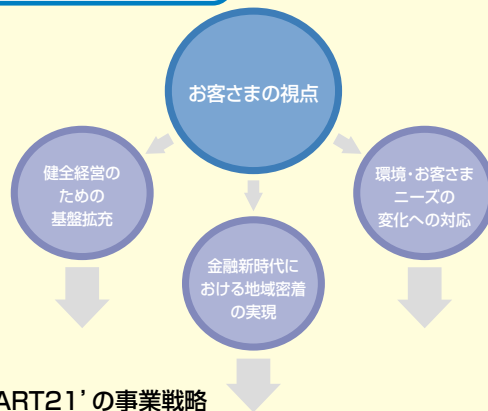 お客さまの視点
健全経営の
ための
基盤拡充
環境・お客さま
ニーズの
変化への対応
金融新時代に
おける地域密着
の実現
ART21’の事業戦略